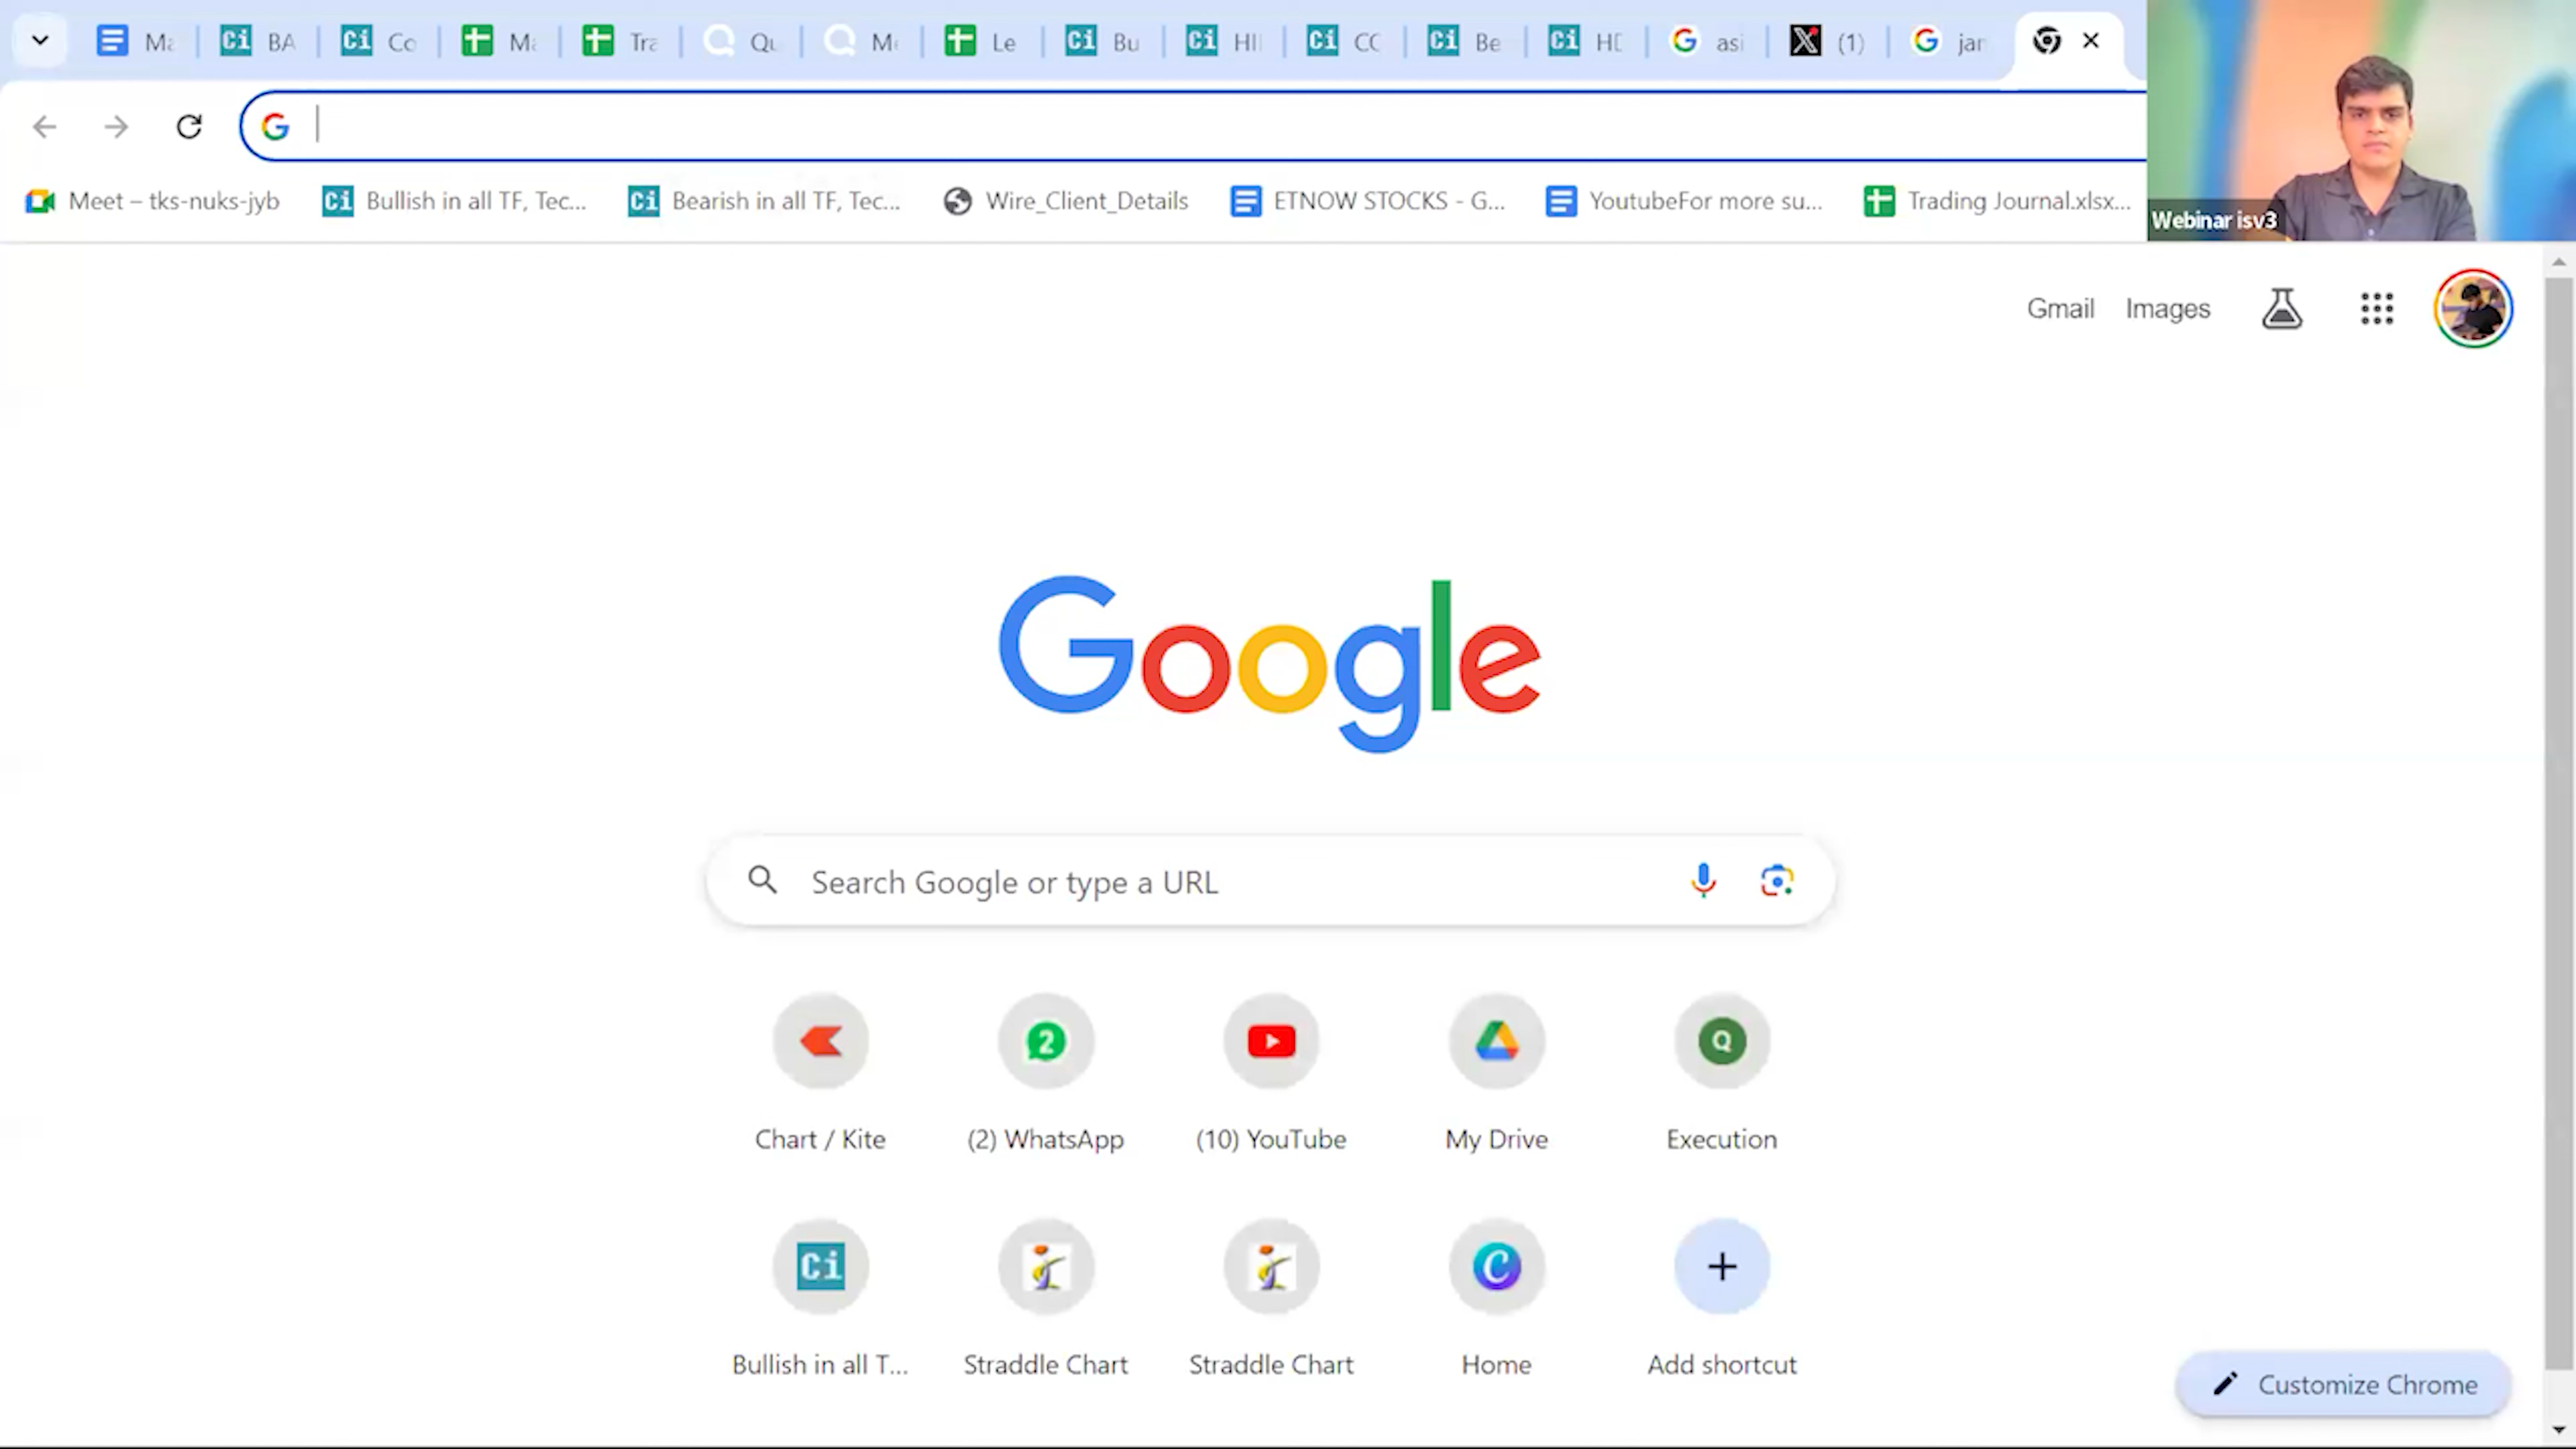 Ma BA Co Ma Tra Qu Me Le Bu HI CC Be HD asi (1) jar
Meet – tks-nuks-jyb Bullish in all TF, Tec... Bearish in all TF, Tec... Wire_Client_Details ETNOW STOCKS - G... YoutubeFor more su... Trading Journal.xlsx...
Webinar isv3
Gmail Images
Google
Search Google or type a URL
Chart / Kite (2) WhatsApp (10) YouTube My Drive Execution
Bullish in all T... Straddle Chart Straddle Chart Home Add shortcut
Customize Chrome